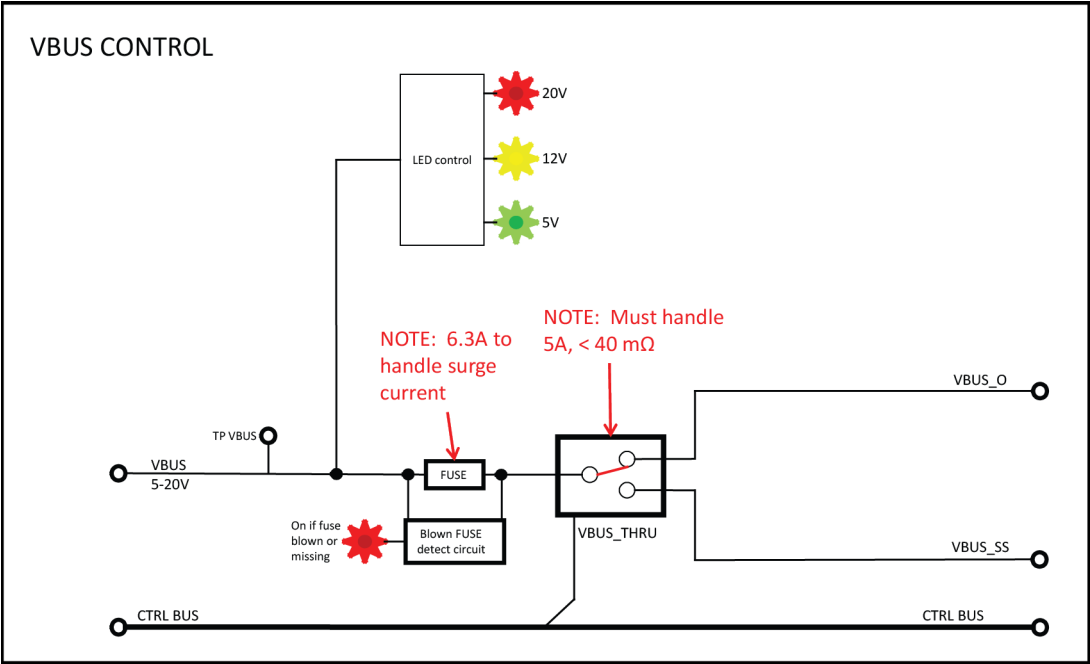 VBUS CONTROL
20V
LED control
12V
5V
NOTE:  Must handle
5A, < 40 mΩ
NOTE:  6.3A to
handle surge
current
VBUS_O
TP VBUS
VBUS
5-20V
FUSE
On if fuse
blown or
missing
Blown FUSE
detect circuit
VBUS_THRU
VBUS_SS
CTRL BUS
CTRL BUS